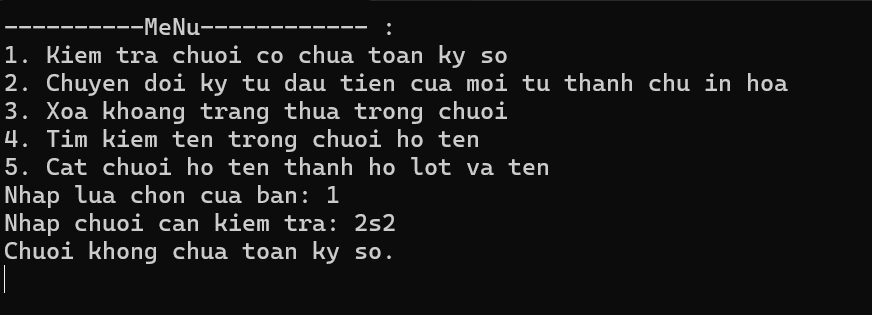 ----------MeNu------------ :
1. Kiem tra chuoi co chua toan ky so
2. Chuyen doi ky tu dau tien cua moi tu thanh chu in hoa
3. Xoa khoang trang thua trong chuoi
4. Tim kiem ten trong chuoi ho ten
5. Cat chuoi ho ten thanh ho lot va ten
Nhap lua chon cua ban: 1
Nhap chuoi can kiem tra: 2s2
Chuoi khong chua toan ky so.